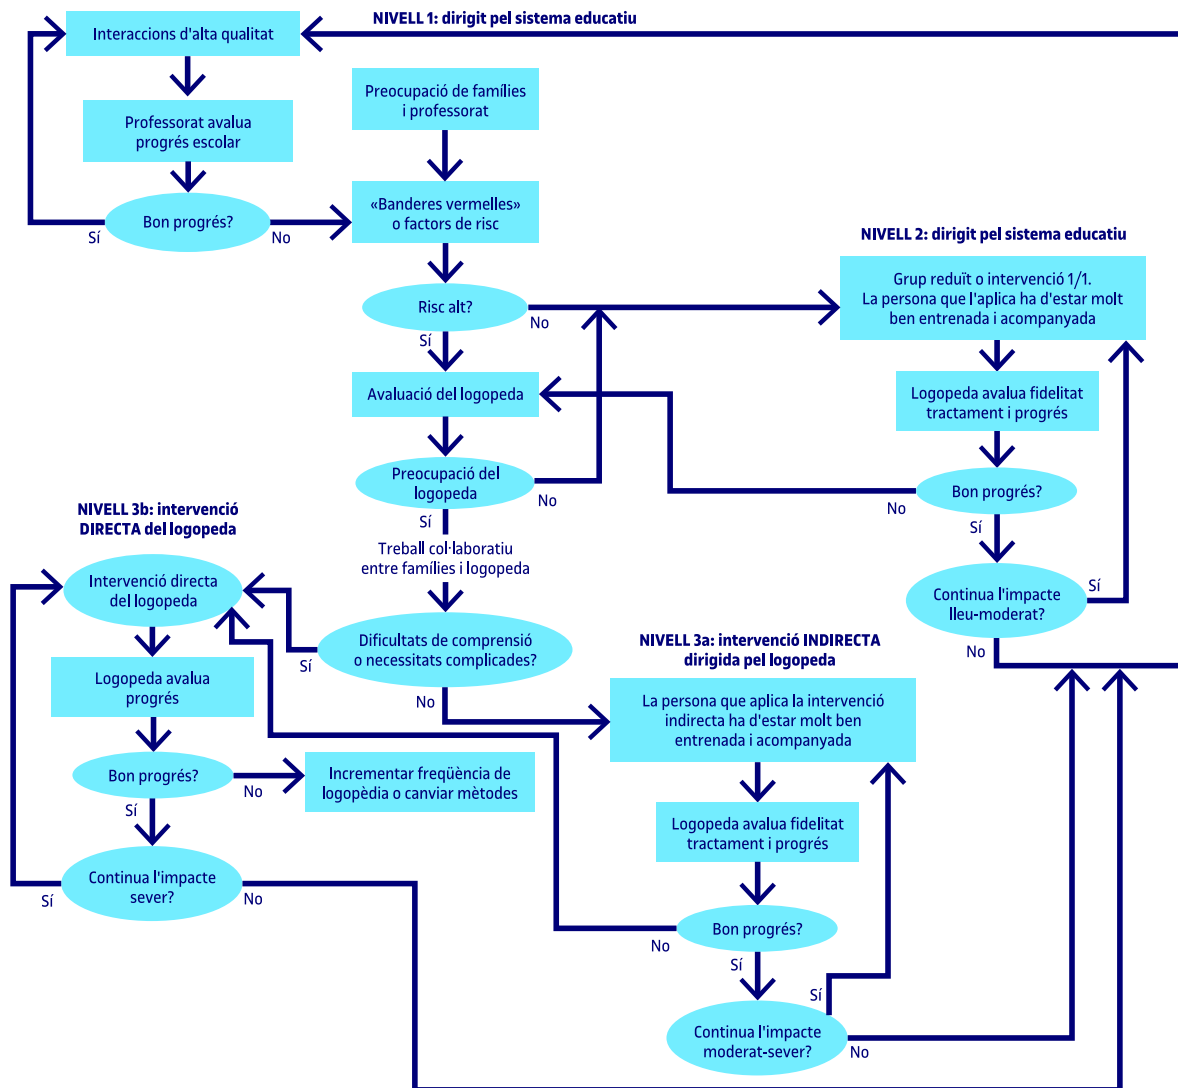 NIVELL 1: dirigit pel sistema educatiu
Interaccions d'alta qualitat
Professorat avalua
progrés escolar
Bon progrés?
Sí
No
Preocupació de famílies
i professorat
«Banderes vermelles»
o factors de risc
Risc alt?
No
Sí
Avaluació del logopeda
Preocupació del
logopeda
No
Sí
Treball col·laboratiu
entre famílies i logopeda
Dificultats de comprensió
o necessitats complicades?
Sí
No
NIVELL 2: dirigit pel sistema educatiu
Grup reduït o intervenció 1/1.
La persona que l'aplica ha d'estar molt
ben entrenada i acompanyada
Logopeda avalua fidelitat
tractament i progrés
Bon progrés?
No
Sí
Continua l'impacte
lleu-moderat?
Sí
No
NIVELL 3b: intervenció
DIRECTA del logopeda
Intervenció directa
del logopeda
Logopeda avalua
progrés
Bon progrés?
No
Sí
Incrementar freqüència de
logopèdia o canviar mètodes
Continua l'impacte
sever?
Sí
No
NIVELL 3a: intervenció INDIRECTA
dirigida pel logopeda
La persona que aplica la intervenció
indirecta ha d'estar molt ben
entrenada i acompanyada
Logopeda avalua fidelitat
tractament i progrés
Bon progrés?
No
Sí
Continua l'impacte
moderat-sever?
Sí
No